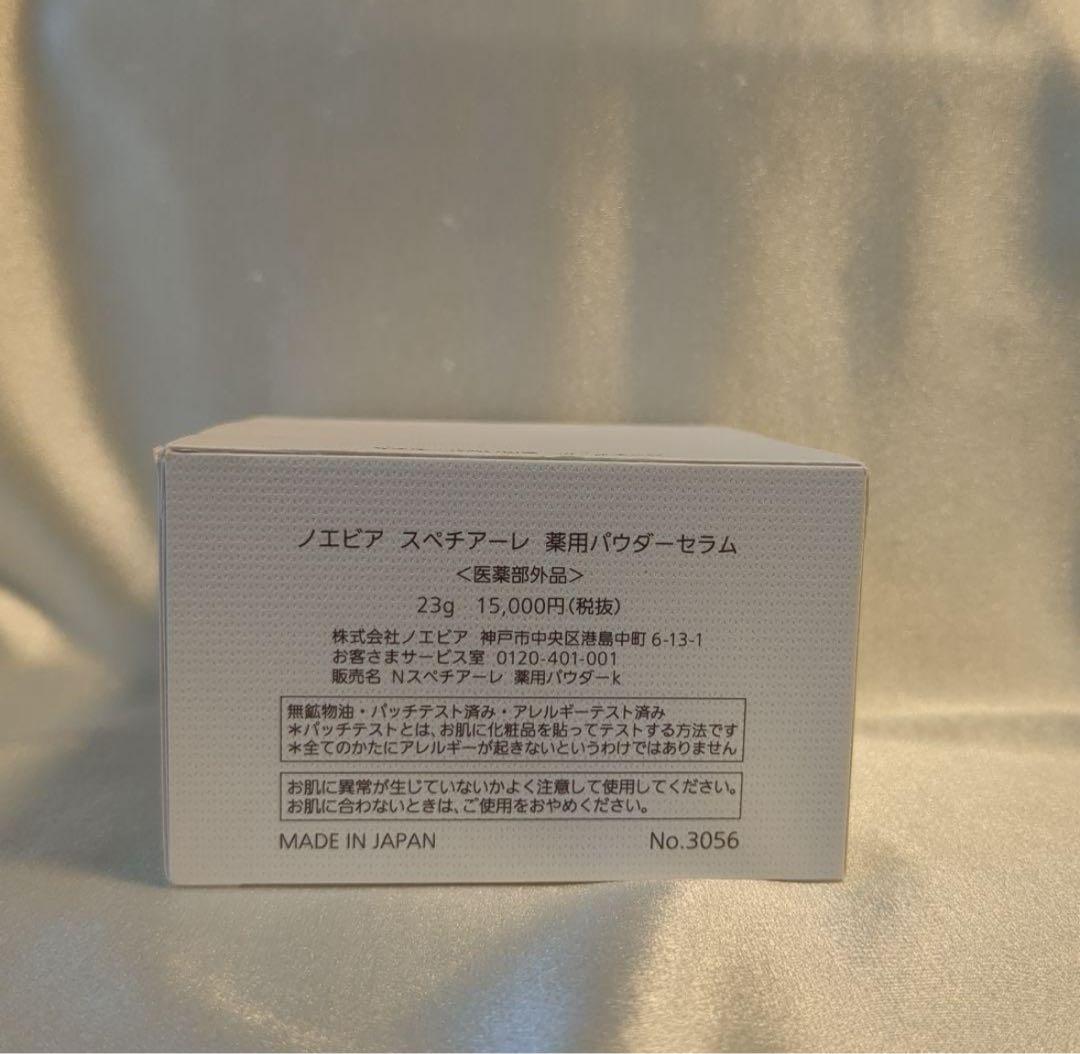 ノエビア スペチアーレ 薬用パウダーセラム
＜医薬部外品＞
23g 15,000円(税抜)
株式会社ノエビア 神戸市中央区港島中町 6-13-1
お客さまサービス室 0120-401-001
販売名 Nスペチアーレ 薬用パウダーk
無鉱物油・パッチテスト済み・アレルギーテスト済み
＊パッチテストとは、お肌に化粧品を貼ってテストする方法です
＊全てのかたにアレルギーが起きないというわけではありません
お肌に異常が生じていないかよく注意して使用してください。
お肌に合わないときは、ご使用をおやめください。
MADE IN JAPAN No.3056